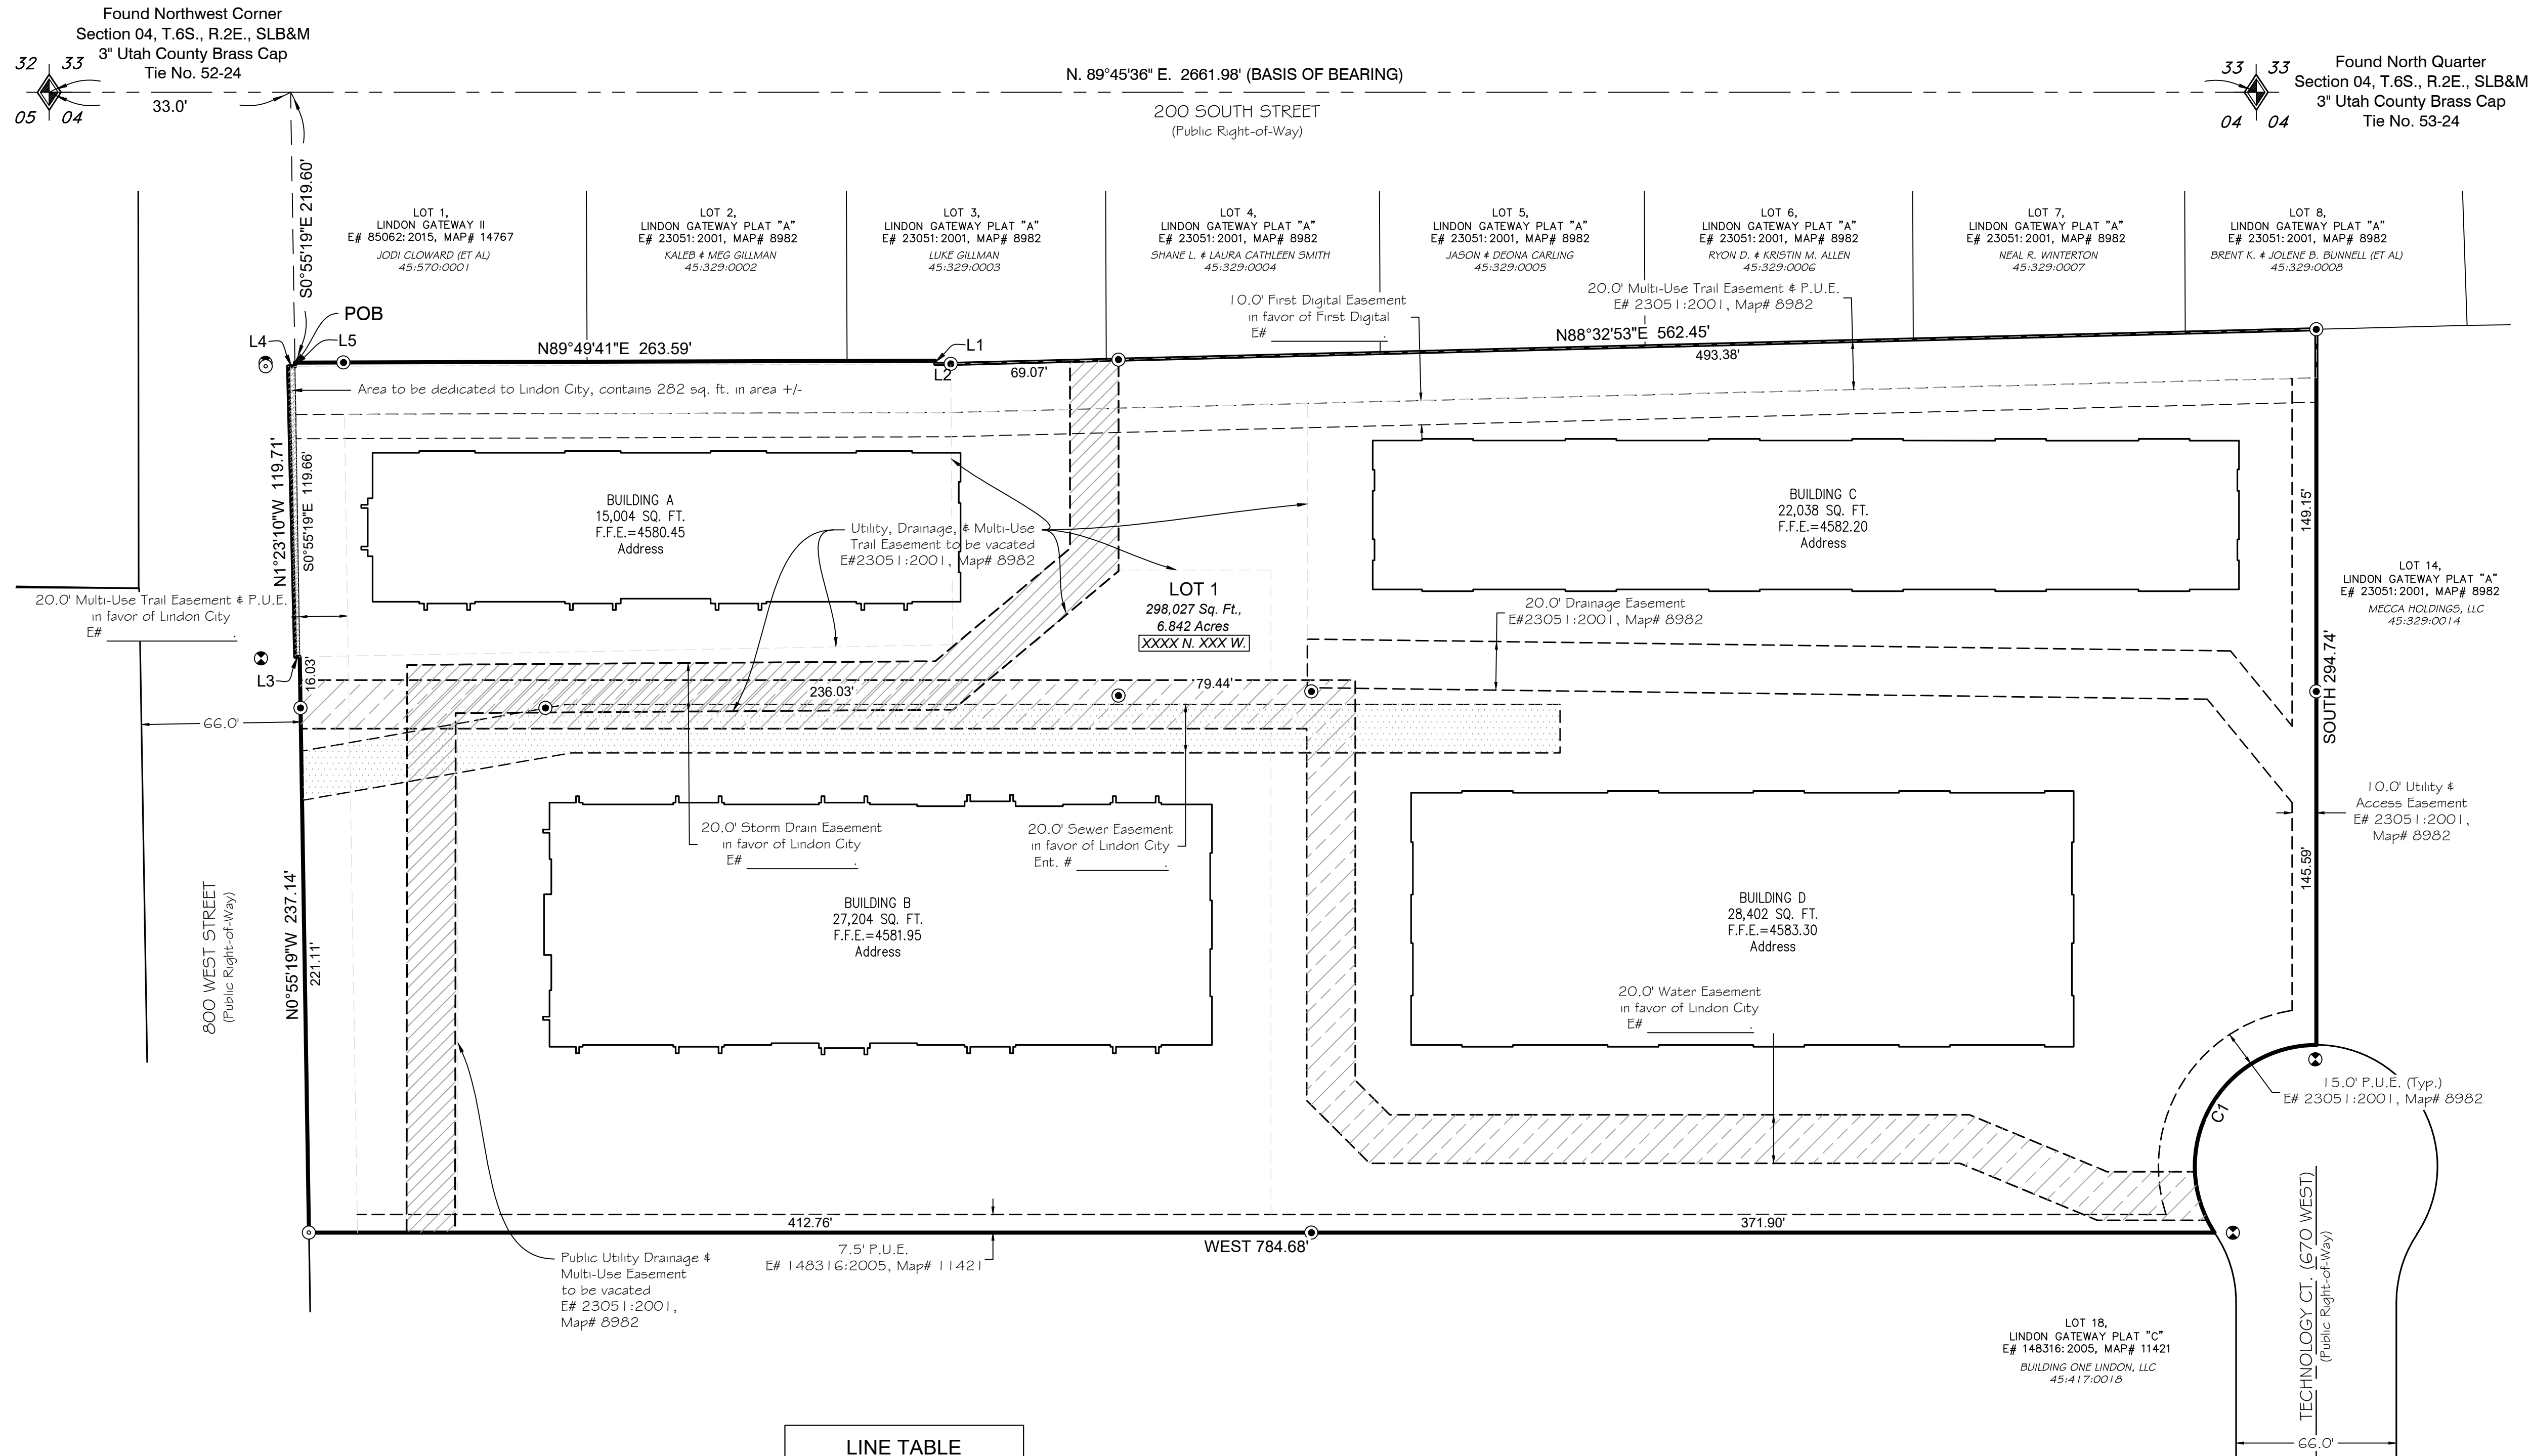 Found Northwest Corner
Section 04, T.6S., R.2E., SLB&M
3" Utah County Brass Cap
Tie No. 52-24
32 33
05 04
33.0'
N. 89°45'36" E. 2661.98' (BASIS OF BEARING)
200 SOUTH STREET
(Public Right-of-Way)
33 33
04 04
Found North Quarter
Section 04, T.6S., R.2E., SLB&M
3" Utah County Brass Cap
Tie No. 53-24
S0°55'19"E 219.60'
LOT 1,
LINDON GATEWAY II
E# 85062:2015, MAP# 14767
JODI CLOWARD (ET AL)
45:570:0001
LOT 2,
LINDON GATEWAY PLAT "A"
E# 23051:2001, MAP# 8982
KALEB & MEG GILLMAN
45:329:0002
LOT 3,
LINDON GATEWAY PLAT "A"
E# 23051:2001, MAP# 8982
LUKE GILLMAN
45:329:0003
LOT 4,
LINDON GATEWAY PLAT "A"
E# 23051:2001, MAP# 8982
SHANE L. & LAURA CATHLEEN SMITH
45:329:0004
LOT 5,
LINDON GATEWAY PLAT "A"
E# 23051:2001, MAP# 8982
JASON & DEONA CARLING
45:329:0005
LOT 6,
LINDON GATEWAY PLAT "A"
E# 23051:2001, MAP# 8982
RYON D. & KRISTIN M. ALLEN
45:329:0006
LOT 7,
LINDON GATEWAY PLAT "A"
E# 23051:2001, MAP# 8982
NEAL R. WINTERTON
45:329:0007
LOT 8,
LINDON GATEWAY PLAT "A"
E# 23051:2001, MAP# 8982
BRENT K. & JOLENE B. BUNNELL (ET AL)
45:329:0008
POB
L4
L5
N89°49'41"E 263.59'
L1
L2
69.07'
10.0' First Digital Easement
in favor of First Digital
E# ____________.
20.0' Multi-Use Trail Easement & P.U.E.
E# 23051:2001, Map# 8982
N88°32'53"E 562.45'
493.38'
Area to be dedicated to Lindon City, contains 282 sq. ft. in area +/-
N1°23'10"W 119.71'
S0°55'19"E 119.66'
BUILDING A
15,004 SQ. FT.
F.F.E.=4580.45
Address
Utility, Drainage, & Multi-Use
Trail Easement to be vacated
E#23051:2001, Map# 8982
BUILDING C
22,038 SQ. FT.
F.F.E.=4582.20
Address
149.15'
LOT 14,
LINDON GATEWAY PLAT "A"
E# 23051:2001, MAP# 8982
MECCA HOLDINGS, LLC
45:329:0014
20.0' Multi-Use Trail Easement & P.U.E.
in favor of Lindon City
E# ____________.
LOT 1
298,027 Sq. Ft.,
6.842 Acres
XXXX N. XXX W.
20.0' Drainage Easement
E#23051:2001, Map# 8982
L3
16.03'
236.03'
79.44'
SOUTH 294.74'
66.0'
10.0' Utility &
Access Easement
E# 23051:2001,
Map# 8982
20.0' Storm Drain Easement
in favor of Lindon City
E# ____________.
20.0' Sewer Easement
in favor of Lindon City
Ent. # ____________.
145.59'
800 WEST STREET
(Public Right-of-Way)
N0°55'19"W 237.14'
221.11'
BUILDING B
27,204 SQ. FT.
F.F.E.=4581.95
Address
BUILDING D
28,402 SQ. FT.
F.F.E.=4583.30
Address
20.0' Water Easement
in favor of Lindon City
E# ____________.
15.0' P.U.E. (Typ.)
E# 23051:2001, Map# 8982
C1
412.76'
371.90'
WEST 784.68'
7.5' P.U.E.
E# 148316:2005, Map# 11421
Public Utility Drainage &
Multi-Use Easement
to be vacated
E# 23051:2001,
Map# 8982
TECHNOLOGY CT. (670 WEST)
(Public Right-of-Way)
LOT 18,
LINDON GATEWAY PLAT "C"
E# 148316:2005, MAP# 11421
BUILDING ONE LINDON, LLC
45:417:0018
66.0'
LINE TABLE